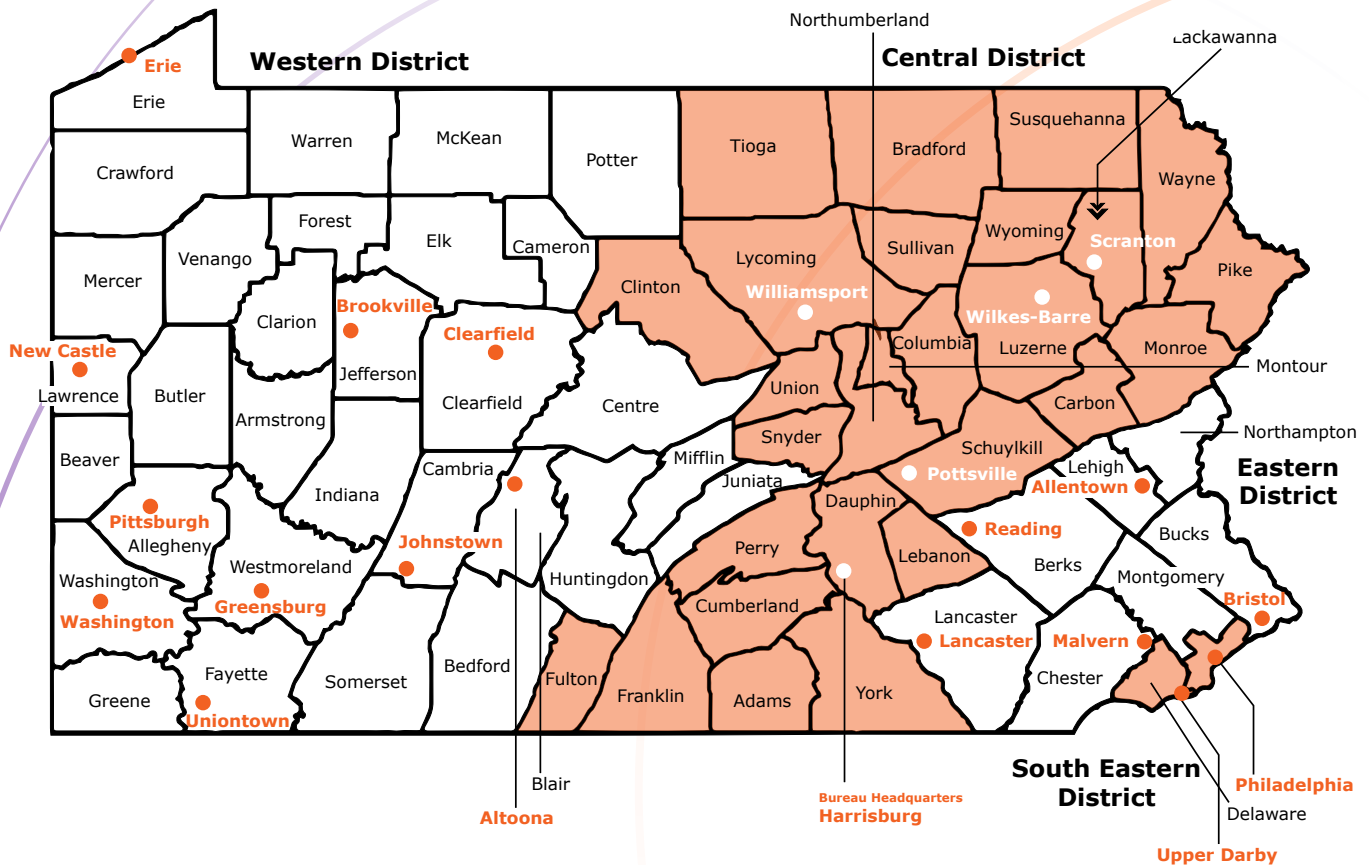 Northumberland
Lackawanna
Western District
Central District
Erie
Erie
Warren
McKean
Potter
Tioga
Bradford
Susquehanna
Wayne
Crawford
Forest
Elk
Cameron
Venango
Mercer
Clinton
Lycoming
Williamsport
Sullivan
Wyoming
Scranton
Pike
Clarion
Brookville
Clearfield
Wilkes-Barre
Luzerne
Columbia
Monroe
New Castle
Lawrence
Butler
Jefferson
Clearfield
Centre
Union
Montour
Armstrong
Snyder
Carbon
Beaver
Cambria
Mifflin
Juniata
Schuylkill
Pottsville
Northampton
Lehigh
Allentown
Eastern
District
Indiana
Pittsburgh
Allegheny
Dauphin
Reading
Bucks
Johnstown
Perry
Lebanon
Berks
Washington
Washington
Westmoreland
Greensburg
Huntingdon
Cumberland
Montgomery
Bristol
Lancaster
Lancaster
Malvern
Greene
Fayette
Uniontown
Somerset
Bedford
Fulton
Franklin
Adams
York
Chester
Blair
Altoona
Bureau Headquarters
Harrisburg
South Eastern
District
Philadelphia
Delaware
Upper Darby